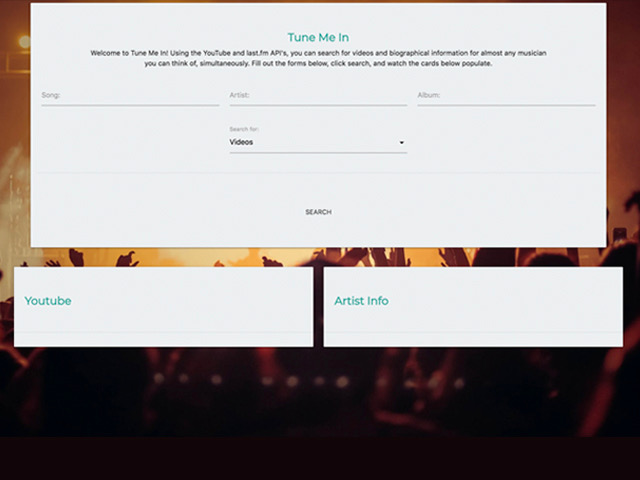 Tune Me In
Welcome to Tune Me In! Using the YouTube and last.fm API's, you can search for videos and biographical information for almost any musician
you can think of, simultaneously. Fill out the forms below, click search, and watch the cards below populate.
Song:
Artist:
Album:
Search for:
Videos
SEARCH
Youtube
Artist Info